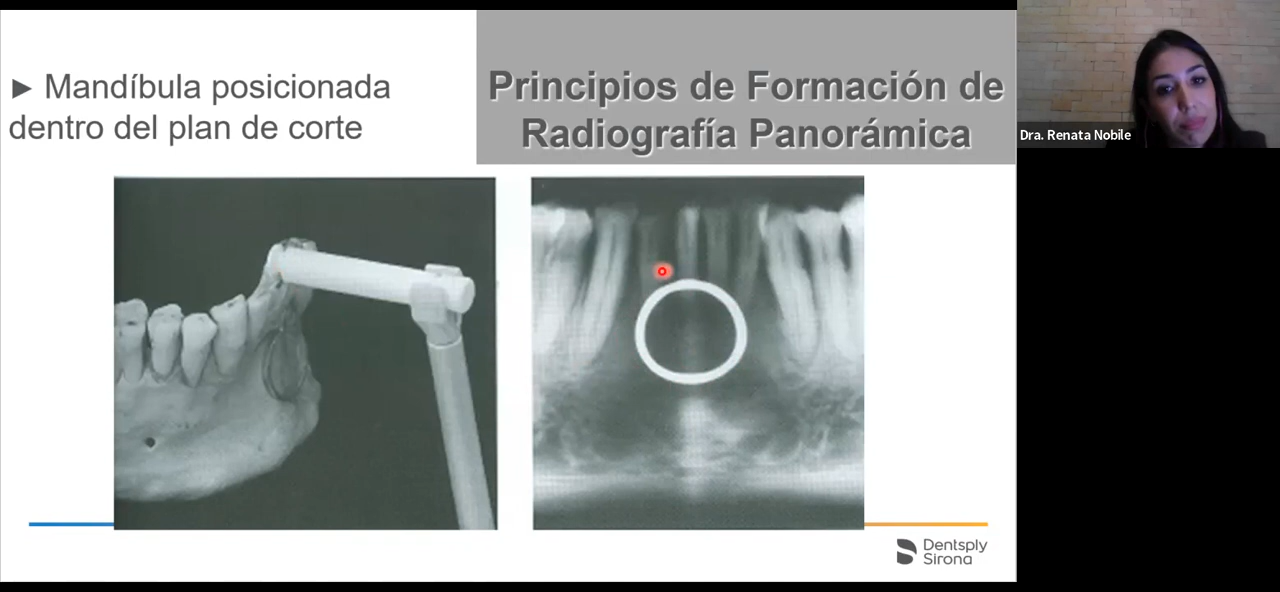 ► Mandíbula posicionada
dentro del plan de corte
Principios de Formación de
Radiografía Panorámica
Dra. Renata Nobile
Dentsply
Sirona